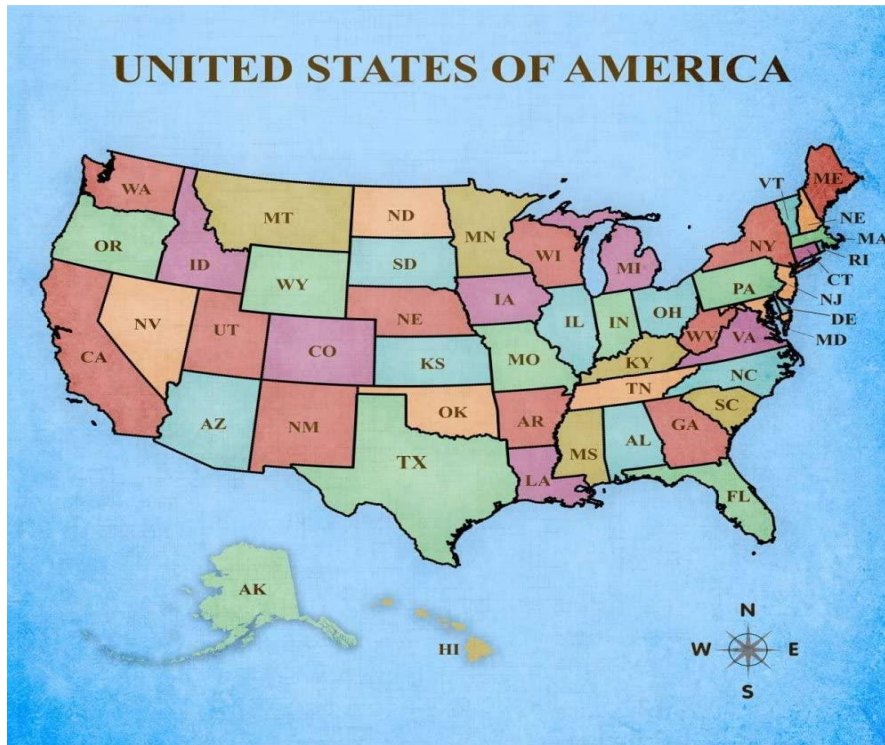 UNITED STATES OF AMERICA
WA
MT
ND
MN
VT
ME
OR
ID
SD
WI
MI
NY
NE
MA
WY
RI
CT
NV
UT
NE
IA
PA
NJ
CO
IL
IN
OH
DE
CA
KS
MO
WV
VA
MD
KY
AZ
NM
OK
AR
TN
NC
SC
TX
MS
AL
GA
LA
FL
AK
HI
N
W
E
S